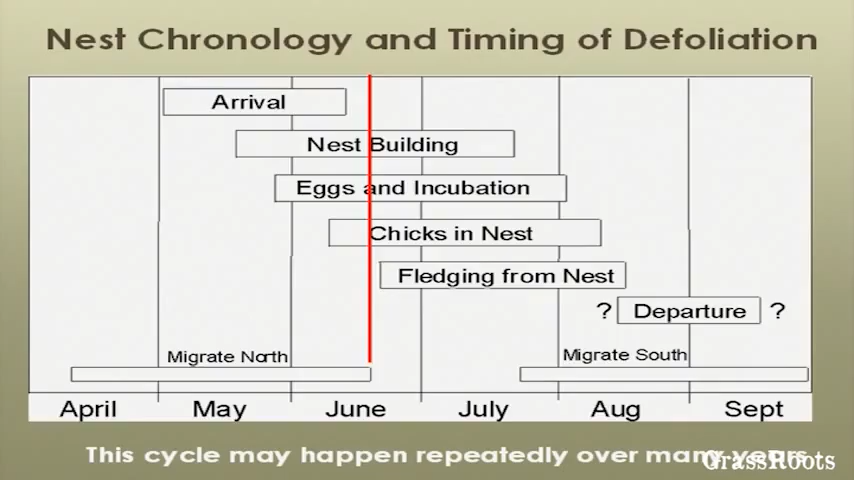 Nest Chronology and Timing of Defoliation
Arrival
Nest Building
Eggs and Incubation
Chicks in Nest
Fledging from Nest
? Departure ?
Migrate North
Migrate South
April May June July Aug Sept
This cycle may happen repeatedly over many years
GrassRoots